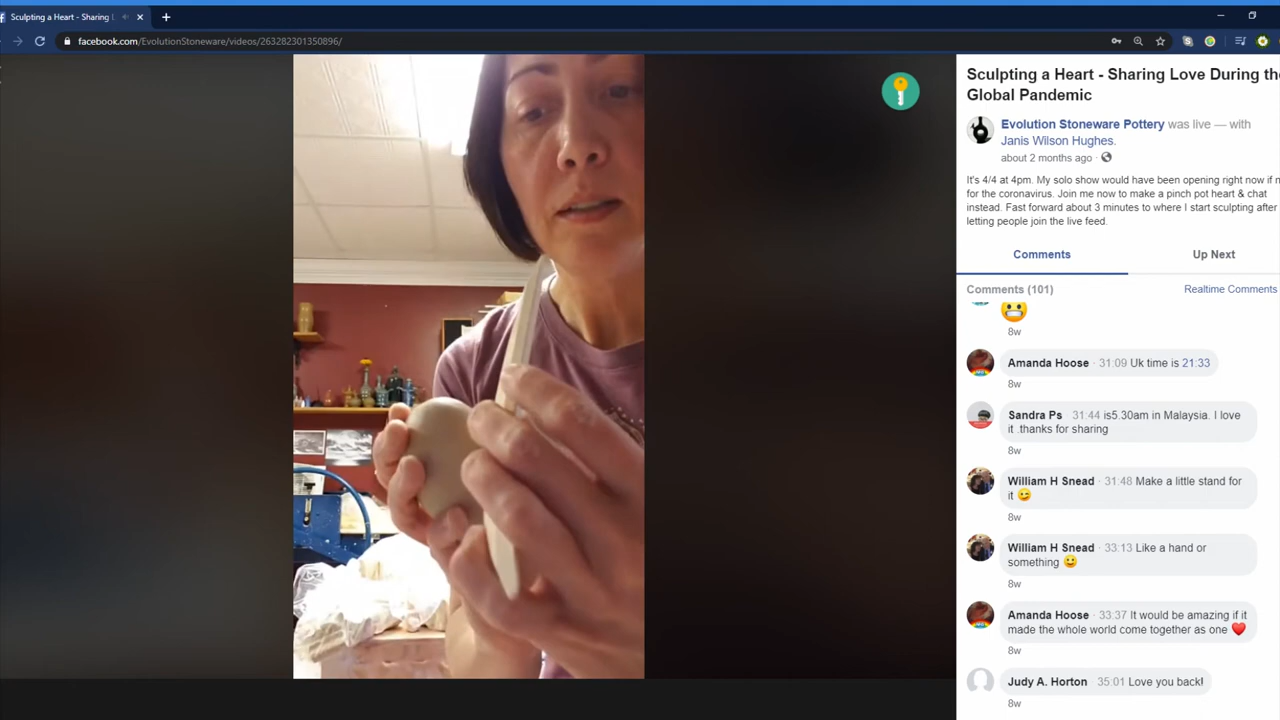 Sculpting a Heart - Sharing L
facebook.com/EvolutionStoneware/videos/263282301350896/
Sculpting a Heart - Sharing Love During the
Global Pandemic
Evolution Stoneware Pottery was live — with
Janis Wilson Hughes.
about 2 months ago
It's 4/4 at 4pm. My solo show would have been opening right now if
for the coronavirus. Join me now to make a pinch pot heart & chat
instead. Fast forward about 3 minutes to where I start sculpting after
letting people join the live feed.
Comments
Up Next
Comments (101)
Realtime Comments
8w
Amanda Hoose · 31:09 Uk time is 21:33
8w
Sandra Ps 31:44 is5.30am in Malaysia. I love
it .thanks for sharing
8w
William H Snead · 31:48 Make a little stand for
it 😋
8w
William H Snead · 33:13 Like a hand or
something 🙂
8w
Amanda Hoose · 33:37 It would be amazing if it
made the whole world come together as one ❤️
8w
Judy A. Horton · 35:01 Love you back!
8w